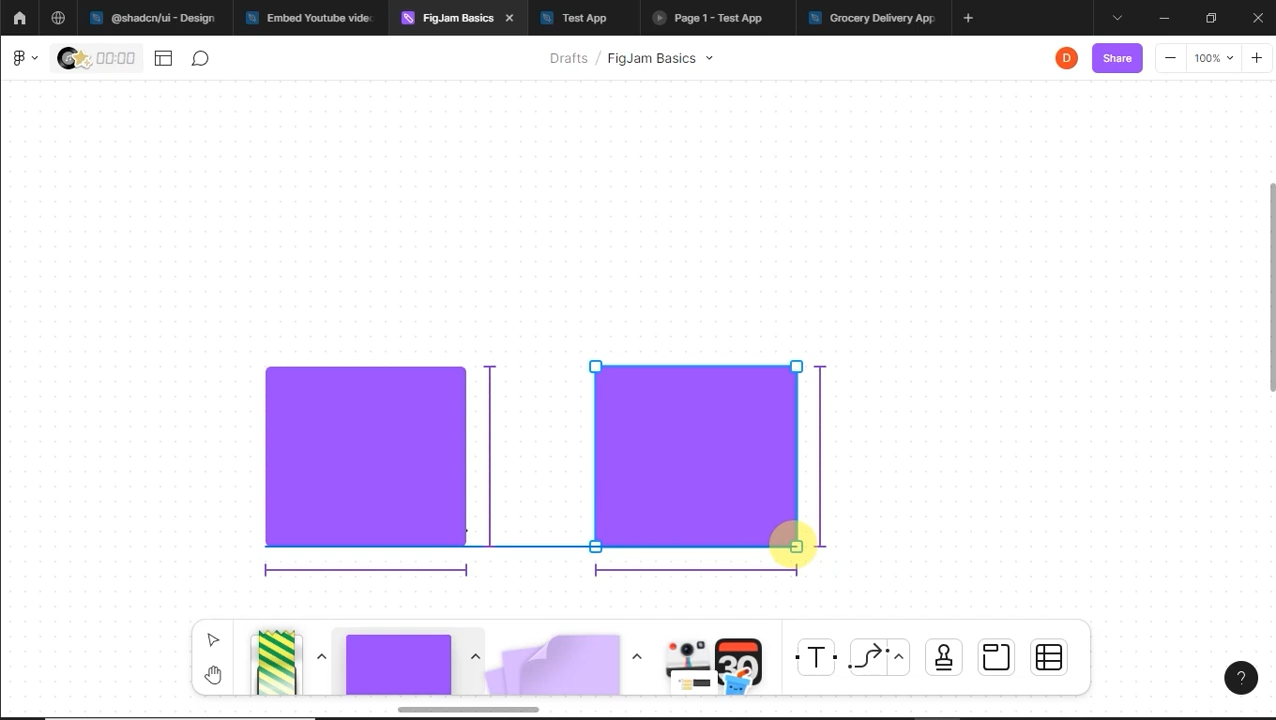 @shadcn/ui - Design
Embed Youtube video
FigJam Basics
Test App
Page 1 - Test App
Grocery Delivery App
00:00
Drafts / FigJam Basics
D
Share
100%
30
T
?